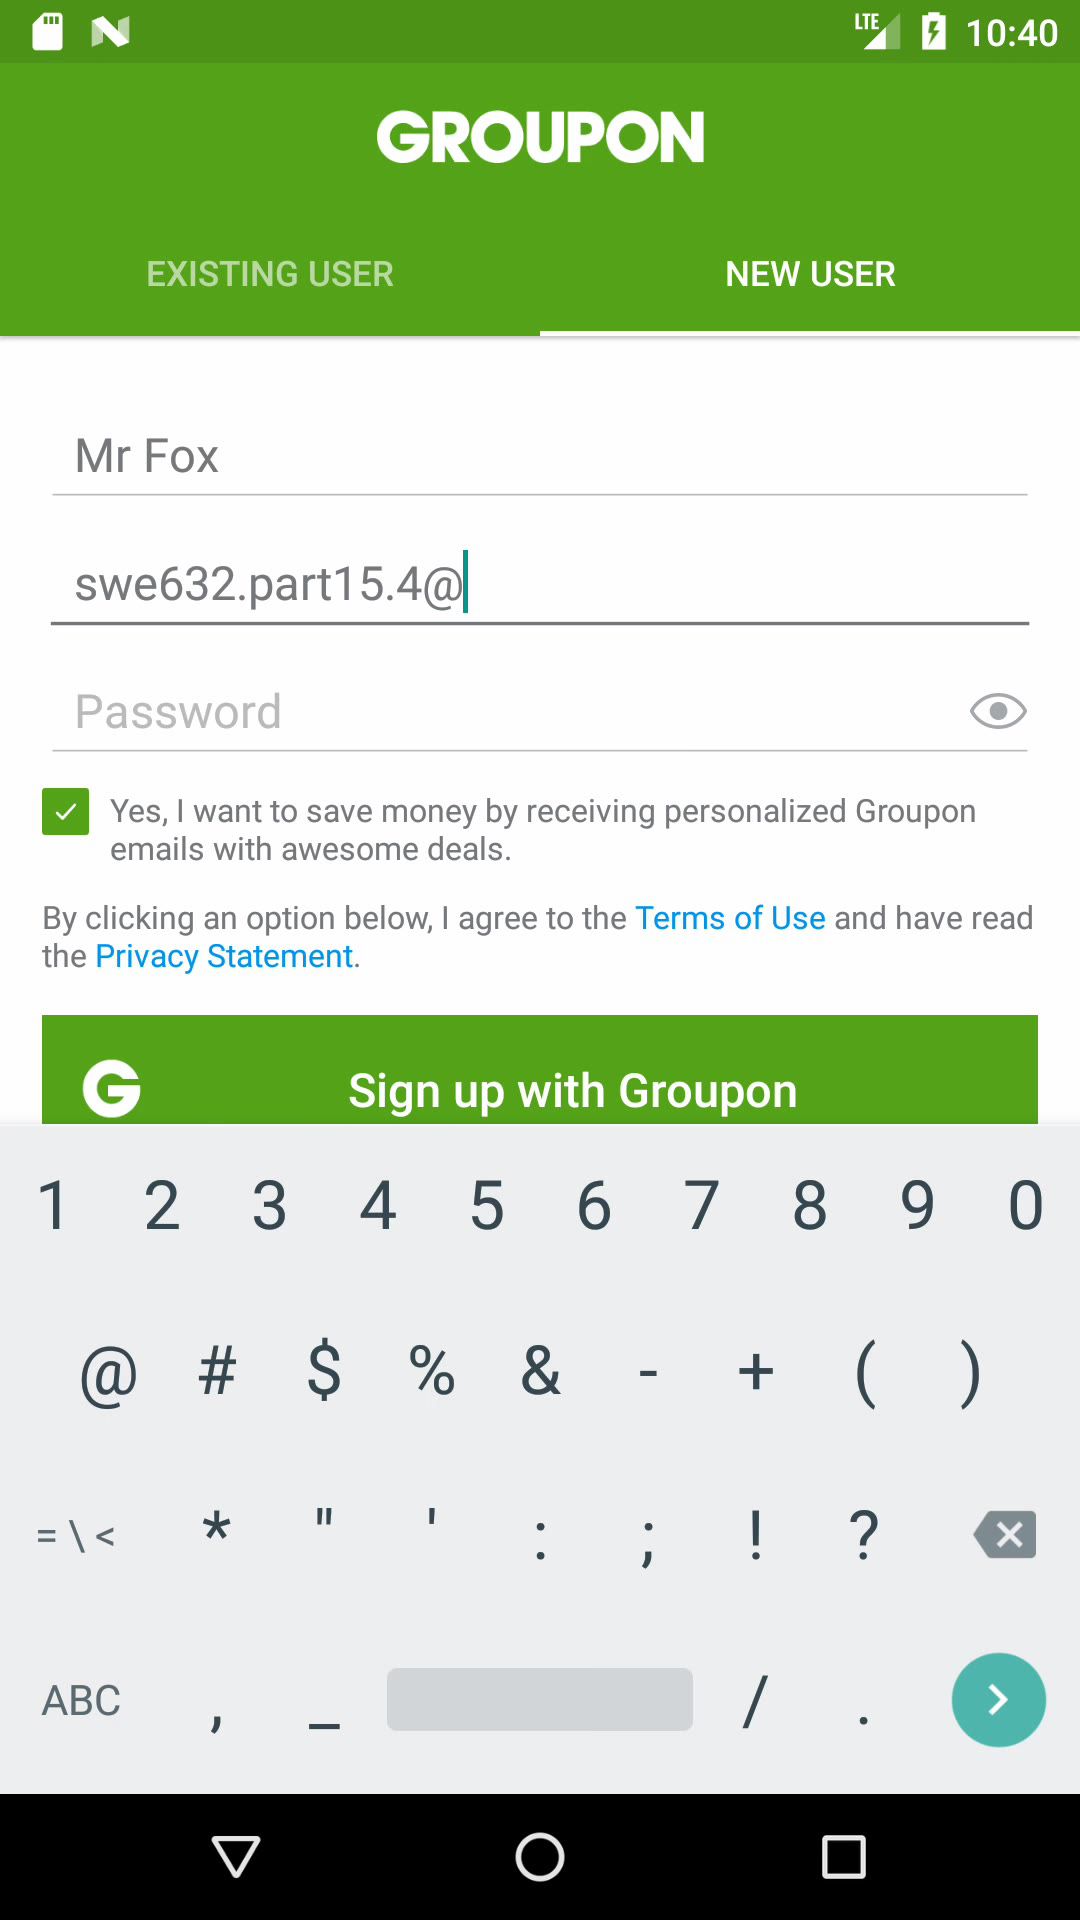 LTE 10:40
GROUPON
EXISTING USER NEW USER
Mr Fox
swe632.part15.4@
Password
Yes, I want to save money by receiving personalized Groupon
emails with awesome deals.
By clicking an option below, I agree to the Terms of Use and have read
the Privacy Statement.
G Sign up with Groupon
1 2 3 4 5 6 7 8 9 0
@ # $ % & - + ( )
= \ < * " ' : ; ! ?
ABC , _ / .